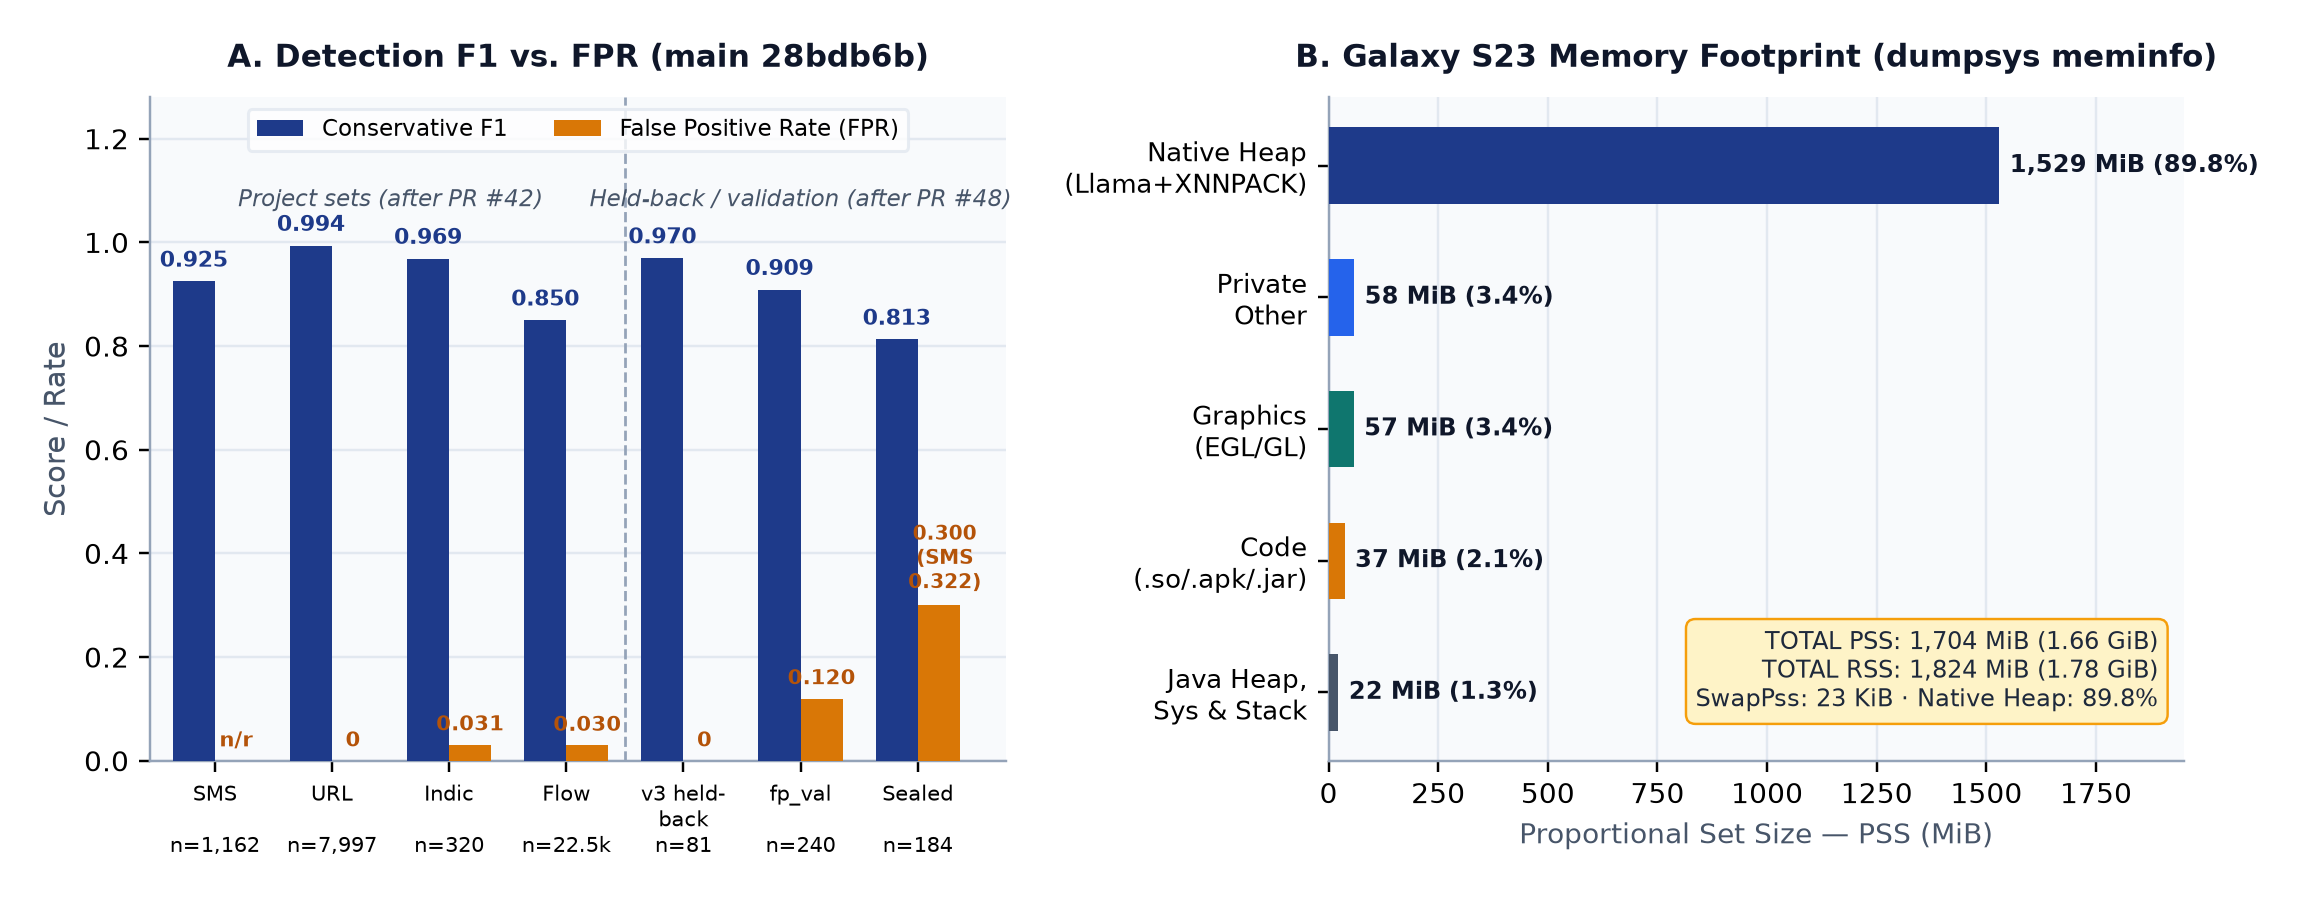 A. Detection F1 vs. FPR (main 28bdb6b)
Conservative F1
False Positive Rate (FPR)
Project sets (after PR #42)
Held-back / validation (after PR #48)
Score / Rate
1.2
1.0
0.8
0.6
0.4
0.2
0.0
0.925
0.994
0.969
0.850
0.970
0.909
0.813
n/r
0
0.031
0.030
0
0.120
0.300
(SMS
0.322)
SMS
n=1,162
URL
n=7,997
Indic
n=320
Flow
n=22.5k
v3 held-
back
n=81
fp_val
n=240
Sealed
n=184
B. Galaxy S23 Memory Footprint (dumpsys meminfo)
Native Heap
(Llama+XNNPACK)
1,529 MiB (89.8%)
Private
Other
58 MiB (3.4%)
Graphics
(EGL/GL)
57 MiB (3.4%)
Code
(.so/.apk/.jar)
37 MiB (2.1%)
Java Heap,
Sys & Stack
22 MiB (1.3%)
TOTAL PSS: 1,704 MiB (1.66 GiB)
TOTAL RSS: 1,824 MiB (1.78 GiB)
SwapPss: 23 KiB · Native Heap: 89.8%
0
250
500
750
1000
1250
1500
1750
Proportional Set Size — PSS (MiB)